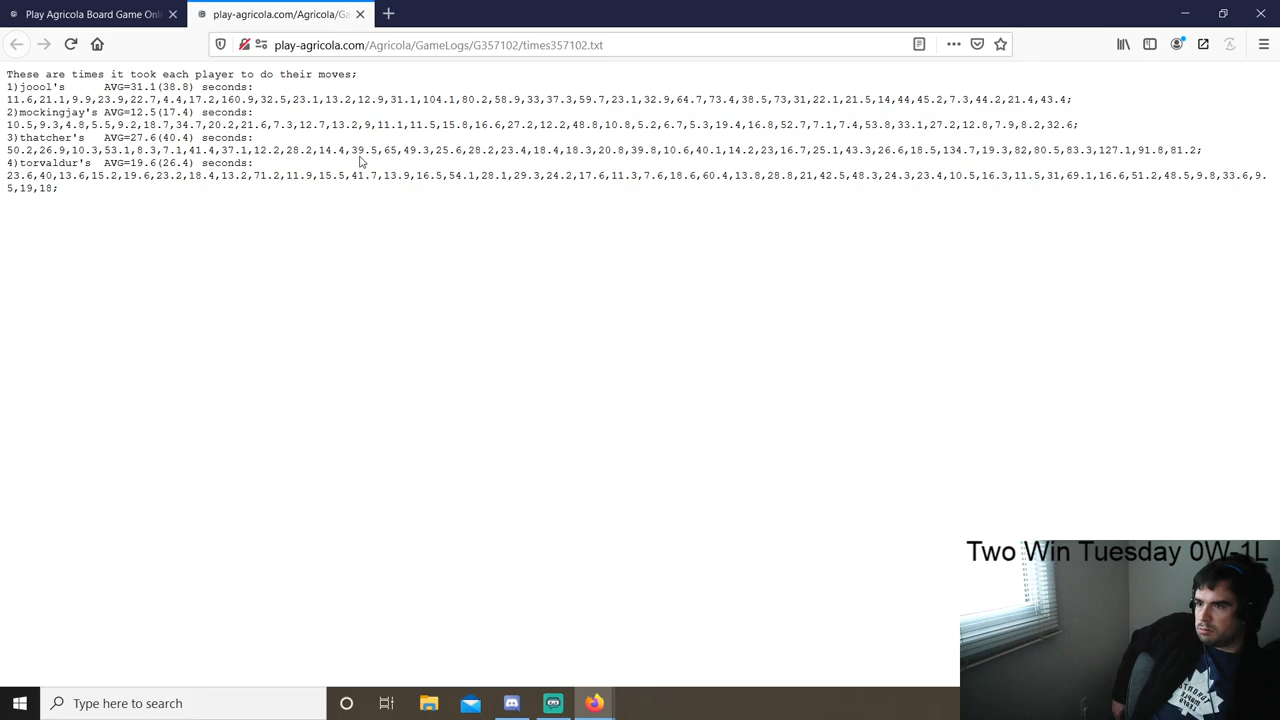 Play Agricola Board Game Onl
play-agricola.com/Agricola/Ga
play-agricola.com/Agricola/GameLogs/G357102/times357102.txt
These are times it took each player to do their moves;
1)joool's AVG=31.1(38.8) seconds:
11.6,21.1,9.9,23.9,22.7,4.4,17.2,160.9,32.5,23.1,13.2,12.9,31.1,104.1,80.2,58.9,33,37.3,59.7,23.1,32.9,64.7,73.4,38.5,73,31,22.1,21.5,14,44,45.2,7.3,44.2,21.4,43.4;
2)mockingjay's AVG=12.5(17.4) seconds:
10.5,9.3,4.8,5.5,9.2,18.7,34.7,20.2,21.6,7.3,12.7,13.2,9,11.1,11.5,15.8,16.6,27.2,12.2,48.8,10.8,5.2,6.7,5.1,19.4,16.8,52.7,7.1,7.4,53.8,33.1,27.2,12.8,7.9,8.2,32.6;
3)thatcher's AVG=27.6(40.4) seconds:
50.2,26.9,10.3,53.1,8.3,7.1,41.4,37.1,12.2,28.2,14.4,39.5,65,49.3,25.6,28.2,23.4,18.4,18.3,20.8,39.8,10.6,40.1,14.2,23,16.7,25.1,43.3,26.6,18.5,134.7,19.3,82,80.5,83.3,127.1,91.8,81.2;
4)torvaldur's AVG=19.6(26.4) seconds:
23.6,40,13.6,15.2,19.6,23.2,18.4,13.2,71.2,11.9,15.5,41.7,13.9,16.5,54.1,28.1,29.3,24.2,17.6,11.3,7.6,18.6,60.4,13.8,28.8,21,42.5,48.3,24.3,23.4,10.5,16.3,11.5,31,69.1,16.6,51.2,48.5,9.8,33.6,9.
5,19,18;
Two Win Tuesday 0W-1L
Type here to search